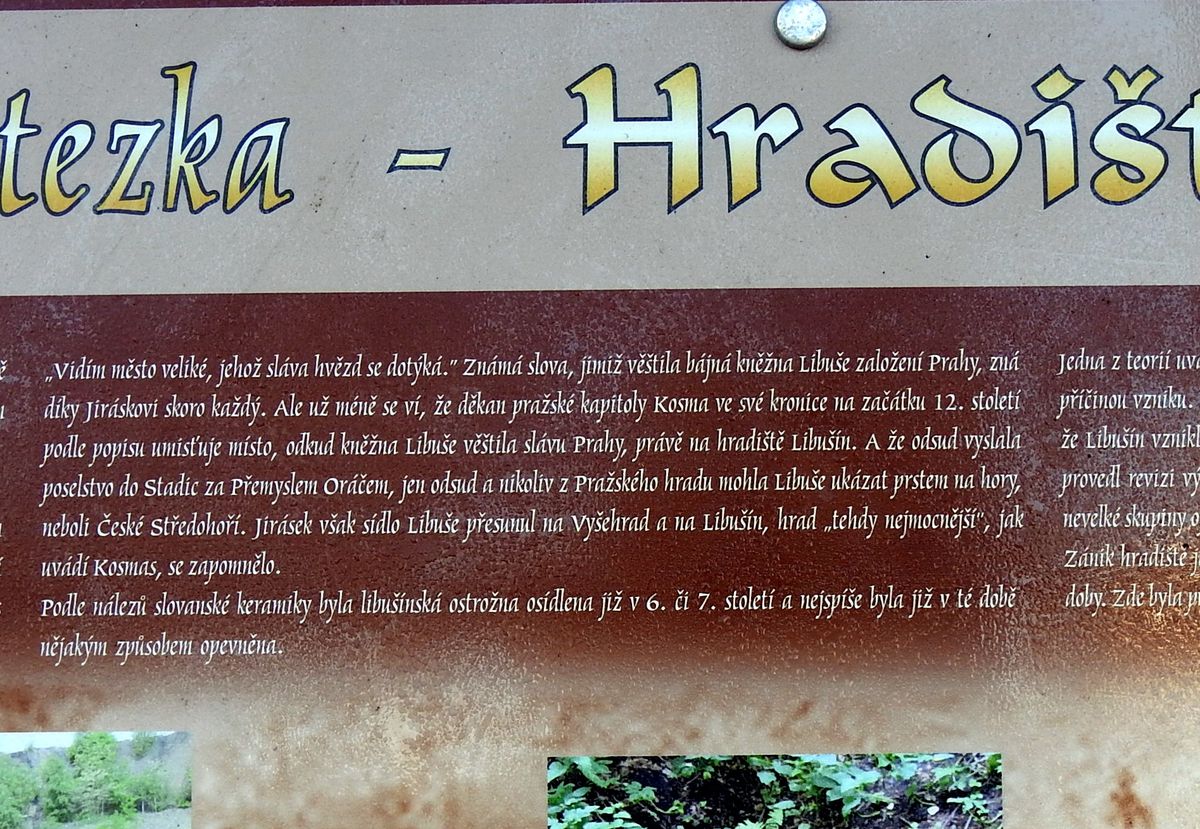 tezka - Hradišt
„Vidím město veliké, jehož sláva hvězd se dotýká." Známá slova, jimiž věštila bájná kněžna Libuše založení Prahy, zná
díky Jiráskovi skoro každý. Ale už méně se ví, že děkan pražské kapitoly Kosma ve své kronice na začátku 12. století
podle popisu umisťuje místo, odkud kněžna Libuše věštila slávu Prahy, právě na hradiště Libušín. A že odsud vyslala
poselstvo do Stadic za Přemyslem Oráčem, jen odsud a nikoliv z Pražského hradu mohla Libuše ukázat prstem na hory,
neboli České Středohoří. Jirásek však sídlo Libuše přesunul na Vyšehrad a na Libušín, hrad „tehdy nejmocnější", jak
uvádí Kosmas, se zapomnělo.
Podle nálezů slovanské keramiky byla libušínská ostrožna osídlena již v 6. či 7. století a nejspíše byla již v té době
nějakým způsobem opevněna.
Jedna z teorií uvá
příčinou vzniku.
že Libušín vznikl
provedl revizi vy
nevelké skupiny
Zánik hradiště j
doby. Zde byla p